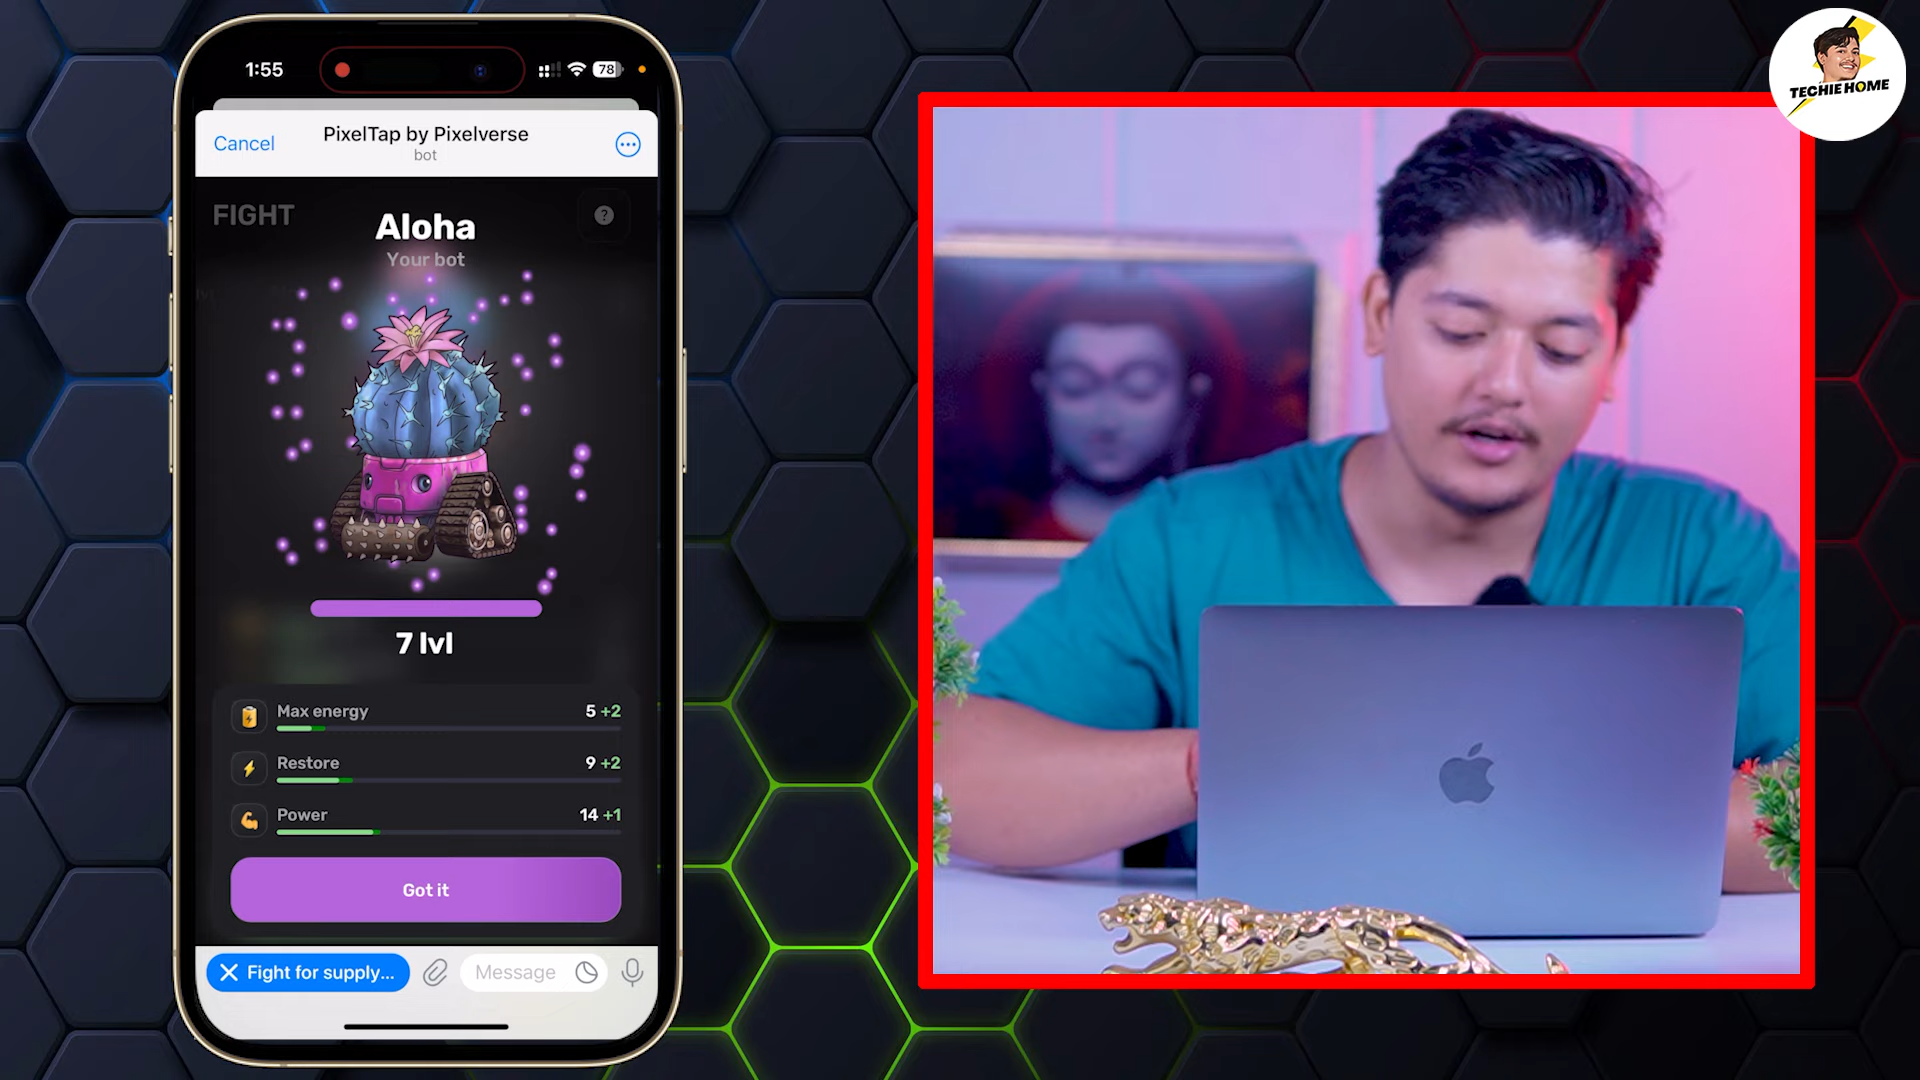 1:55
78
Cancel
PixelTap by Pixelverse
bot
FIGHT
?
Aloha
Your bot
7 lvl
Max energy
5 +2
Restore
9 +2
Power
14 +1
Got it
Fight for supply...
Message
TECHIE HOME